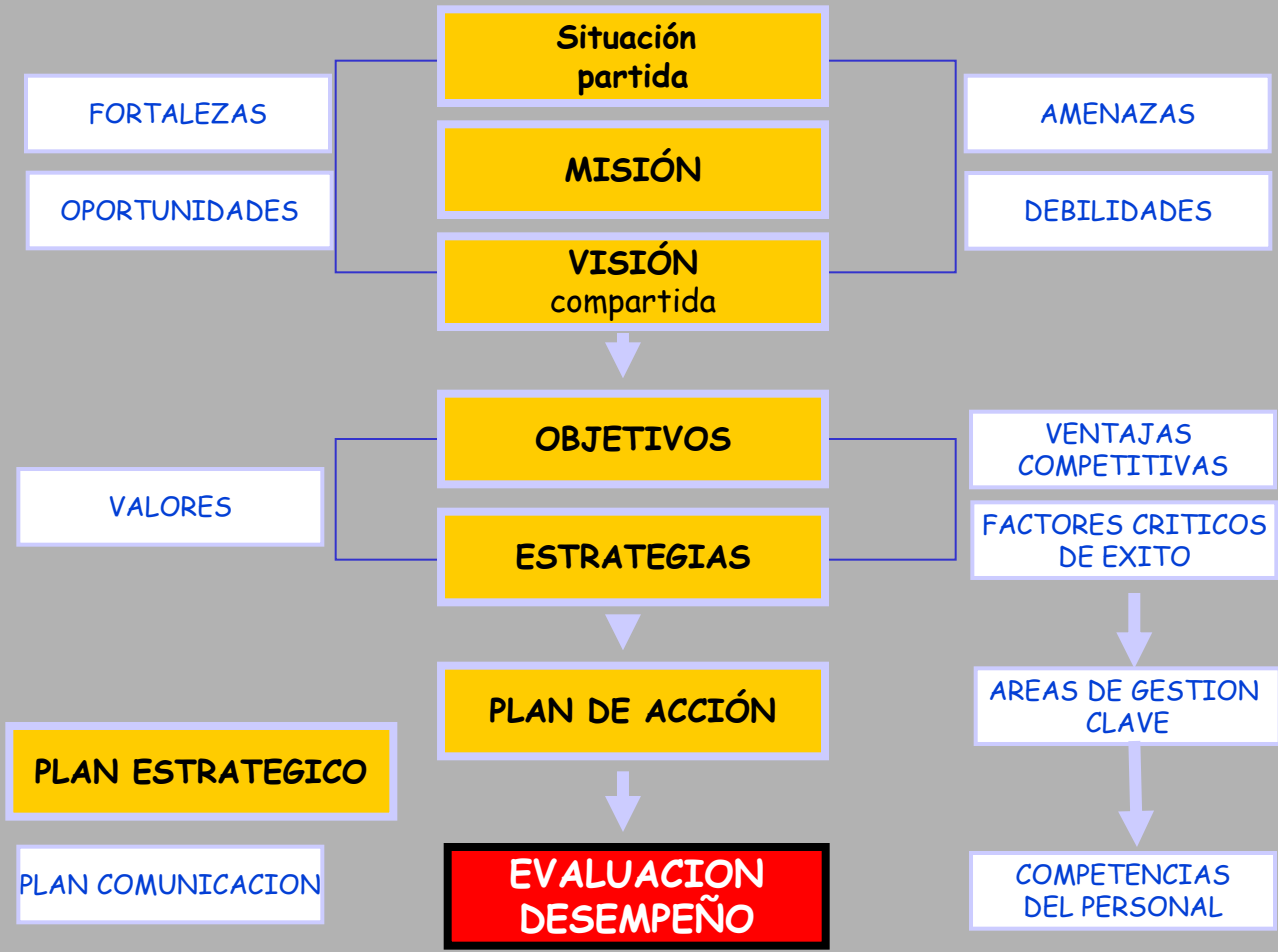 Situación
partida
FORTALEZAS
AMENAZAS
MISIÓN
OPORTUNIDADES
DEBILIDADES
VISIÓN
compartida
OBJETIVOS
VENTAJAS
COMPETITIVAS
VALORES
FACTORES CRITICOS
DE EXITO
ESTRATEGIAS
PLAN DE ACCIÓN
AREAS DE GESTION
CLAVE
PLAN ESTRATEGICO
PLAN COMUNICACION
EVALUACION
DESEMPEÑO
COMPETENCIAS
DEL PERSONAL